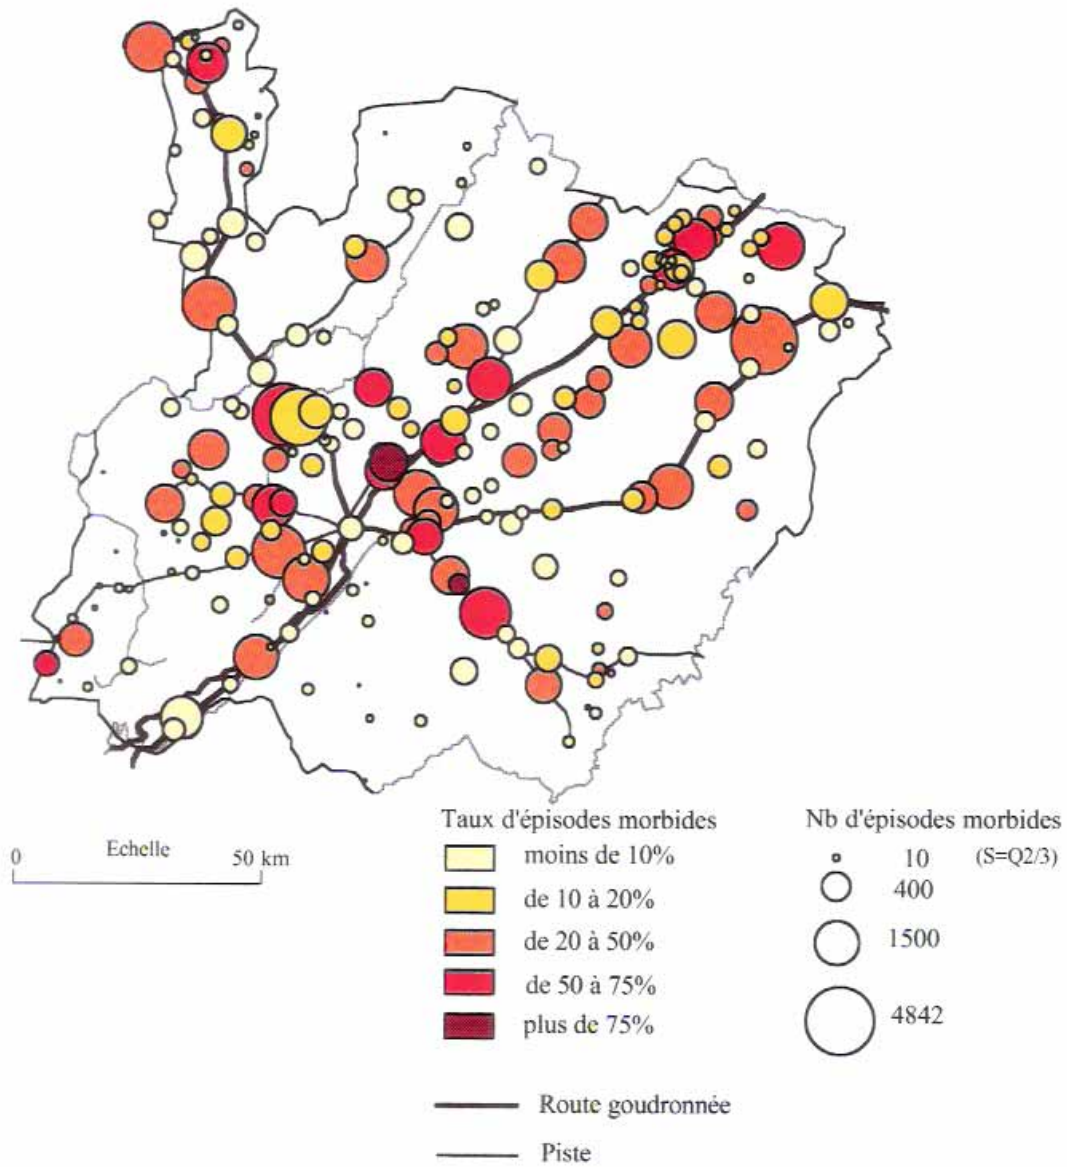 Taux d'épisodes morbides
moins de 10%
de 10 à 20%
de 20 à 50%
de 50 à 75%
plus de 75%
Nb d'épisodes morbides
10 (S=Q2/3)
400
1500
4842
Echelle
0 50 km
Route goudronnée
Piste